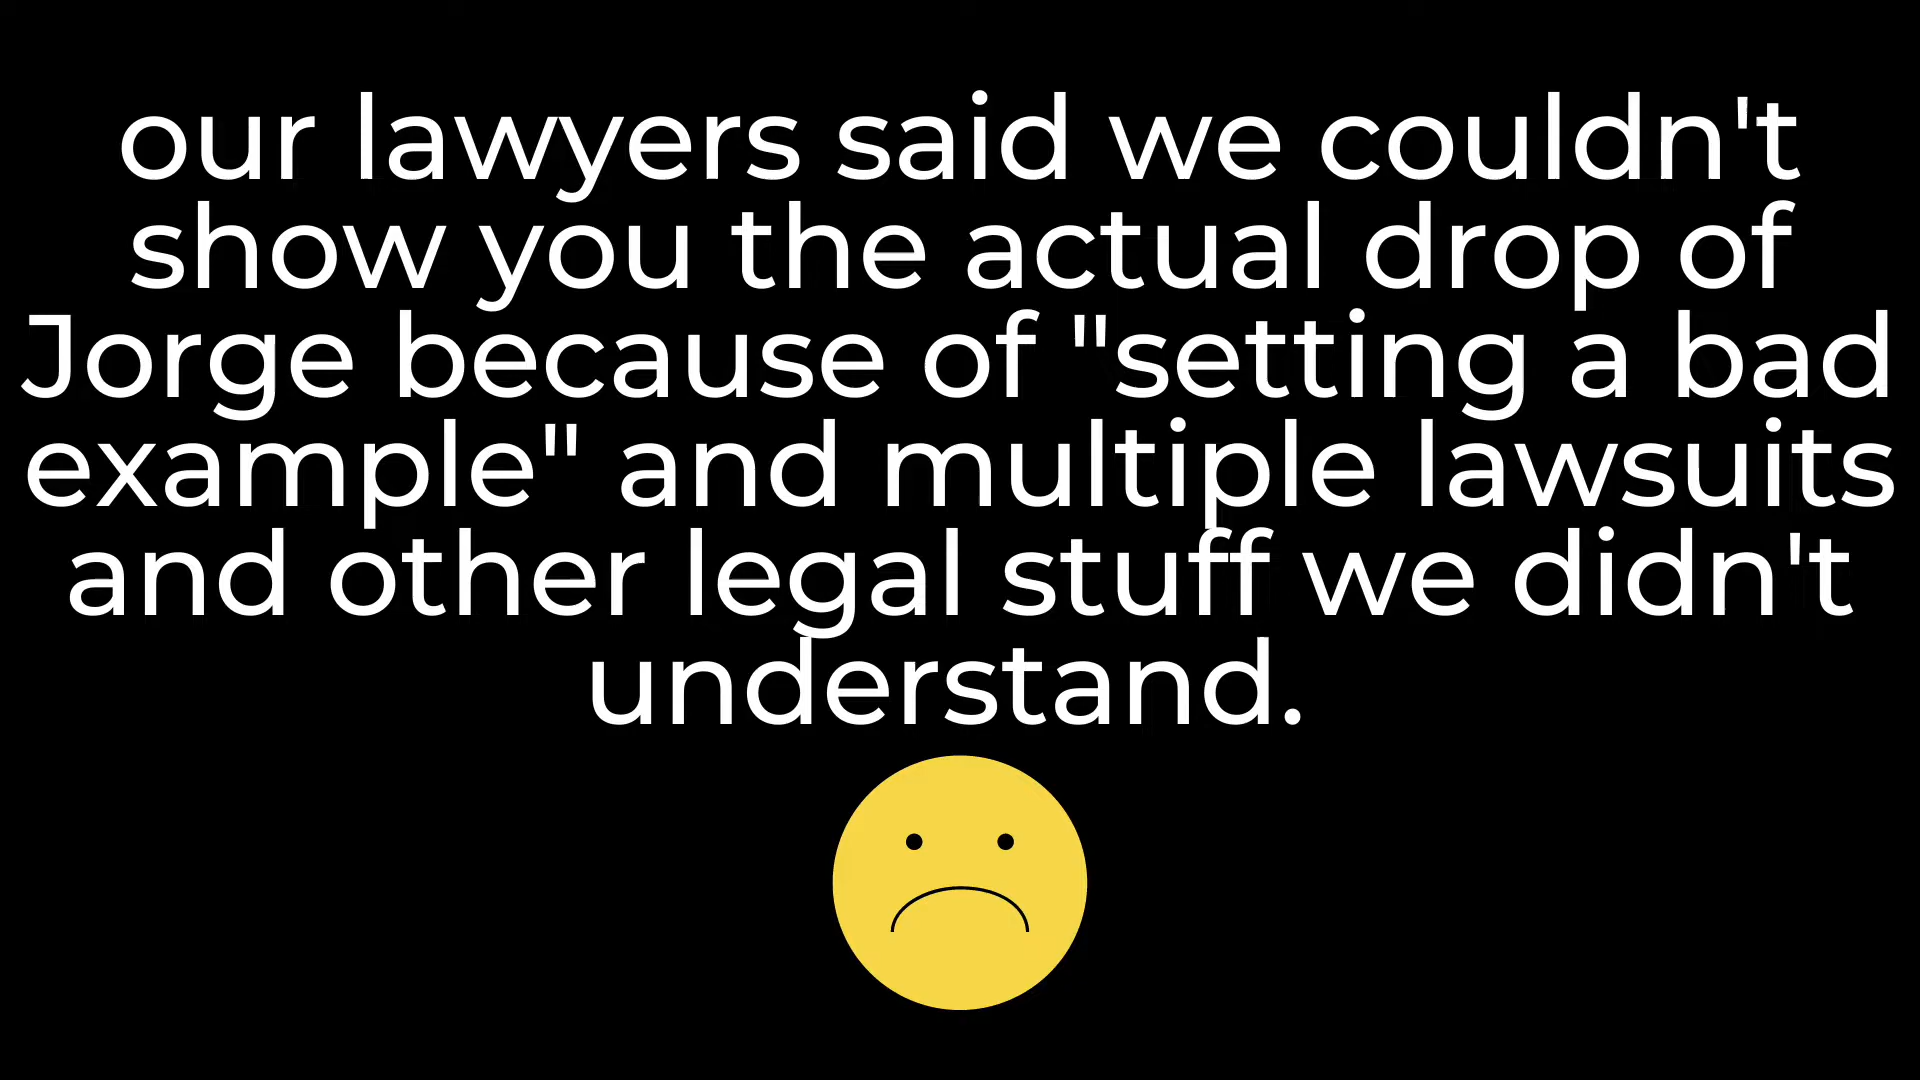 our lawyers said we couldn't
show you the actual drop of
Jorge because of "setting a bad
example" and multiple lawsuits
and other legal stuff we didn't
understand.